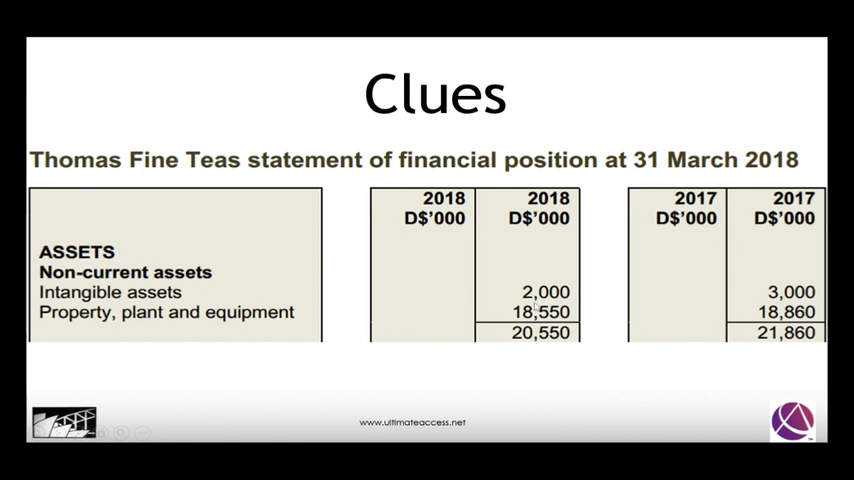 Clues
Thomas Fine Teas statement of financial position at 31 March 2018
2018 2018 2017 2017
D$’000 D$’000 D$’000 D$’000
ASSETS
Non-current assets
Intangible assets 2,000 3,000
Property, plant and equipment 18,550 18,860
20,550 21,860
www.ultimateaccess.net